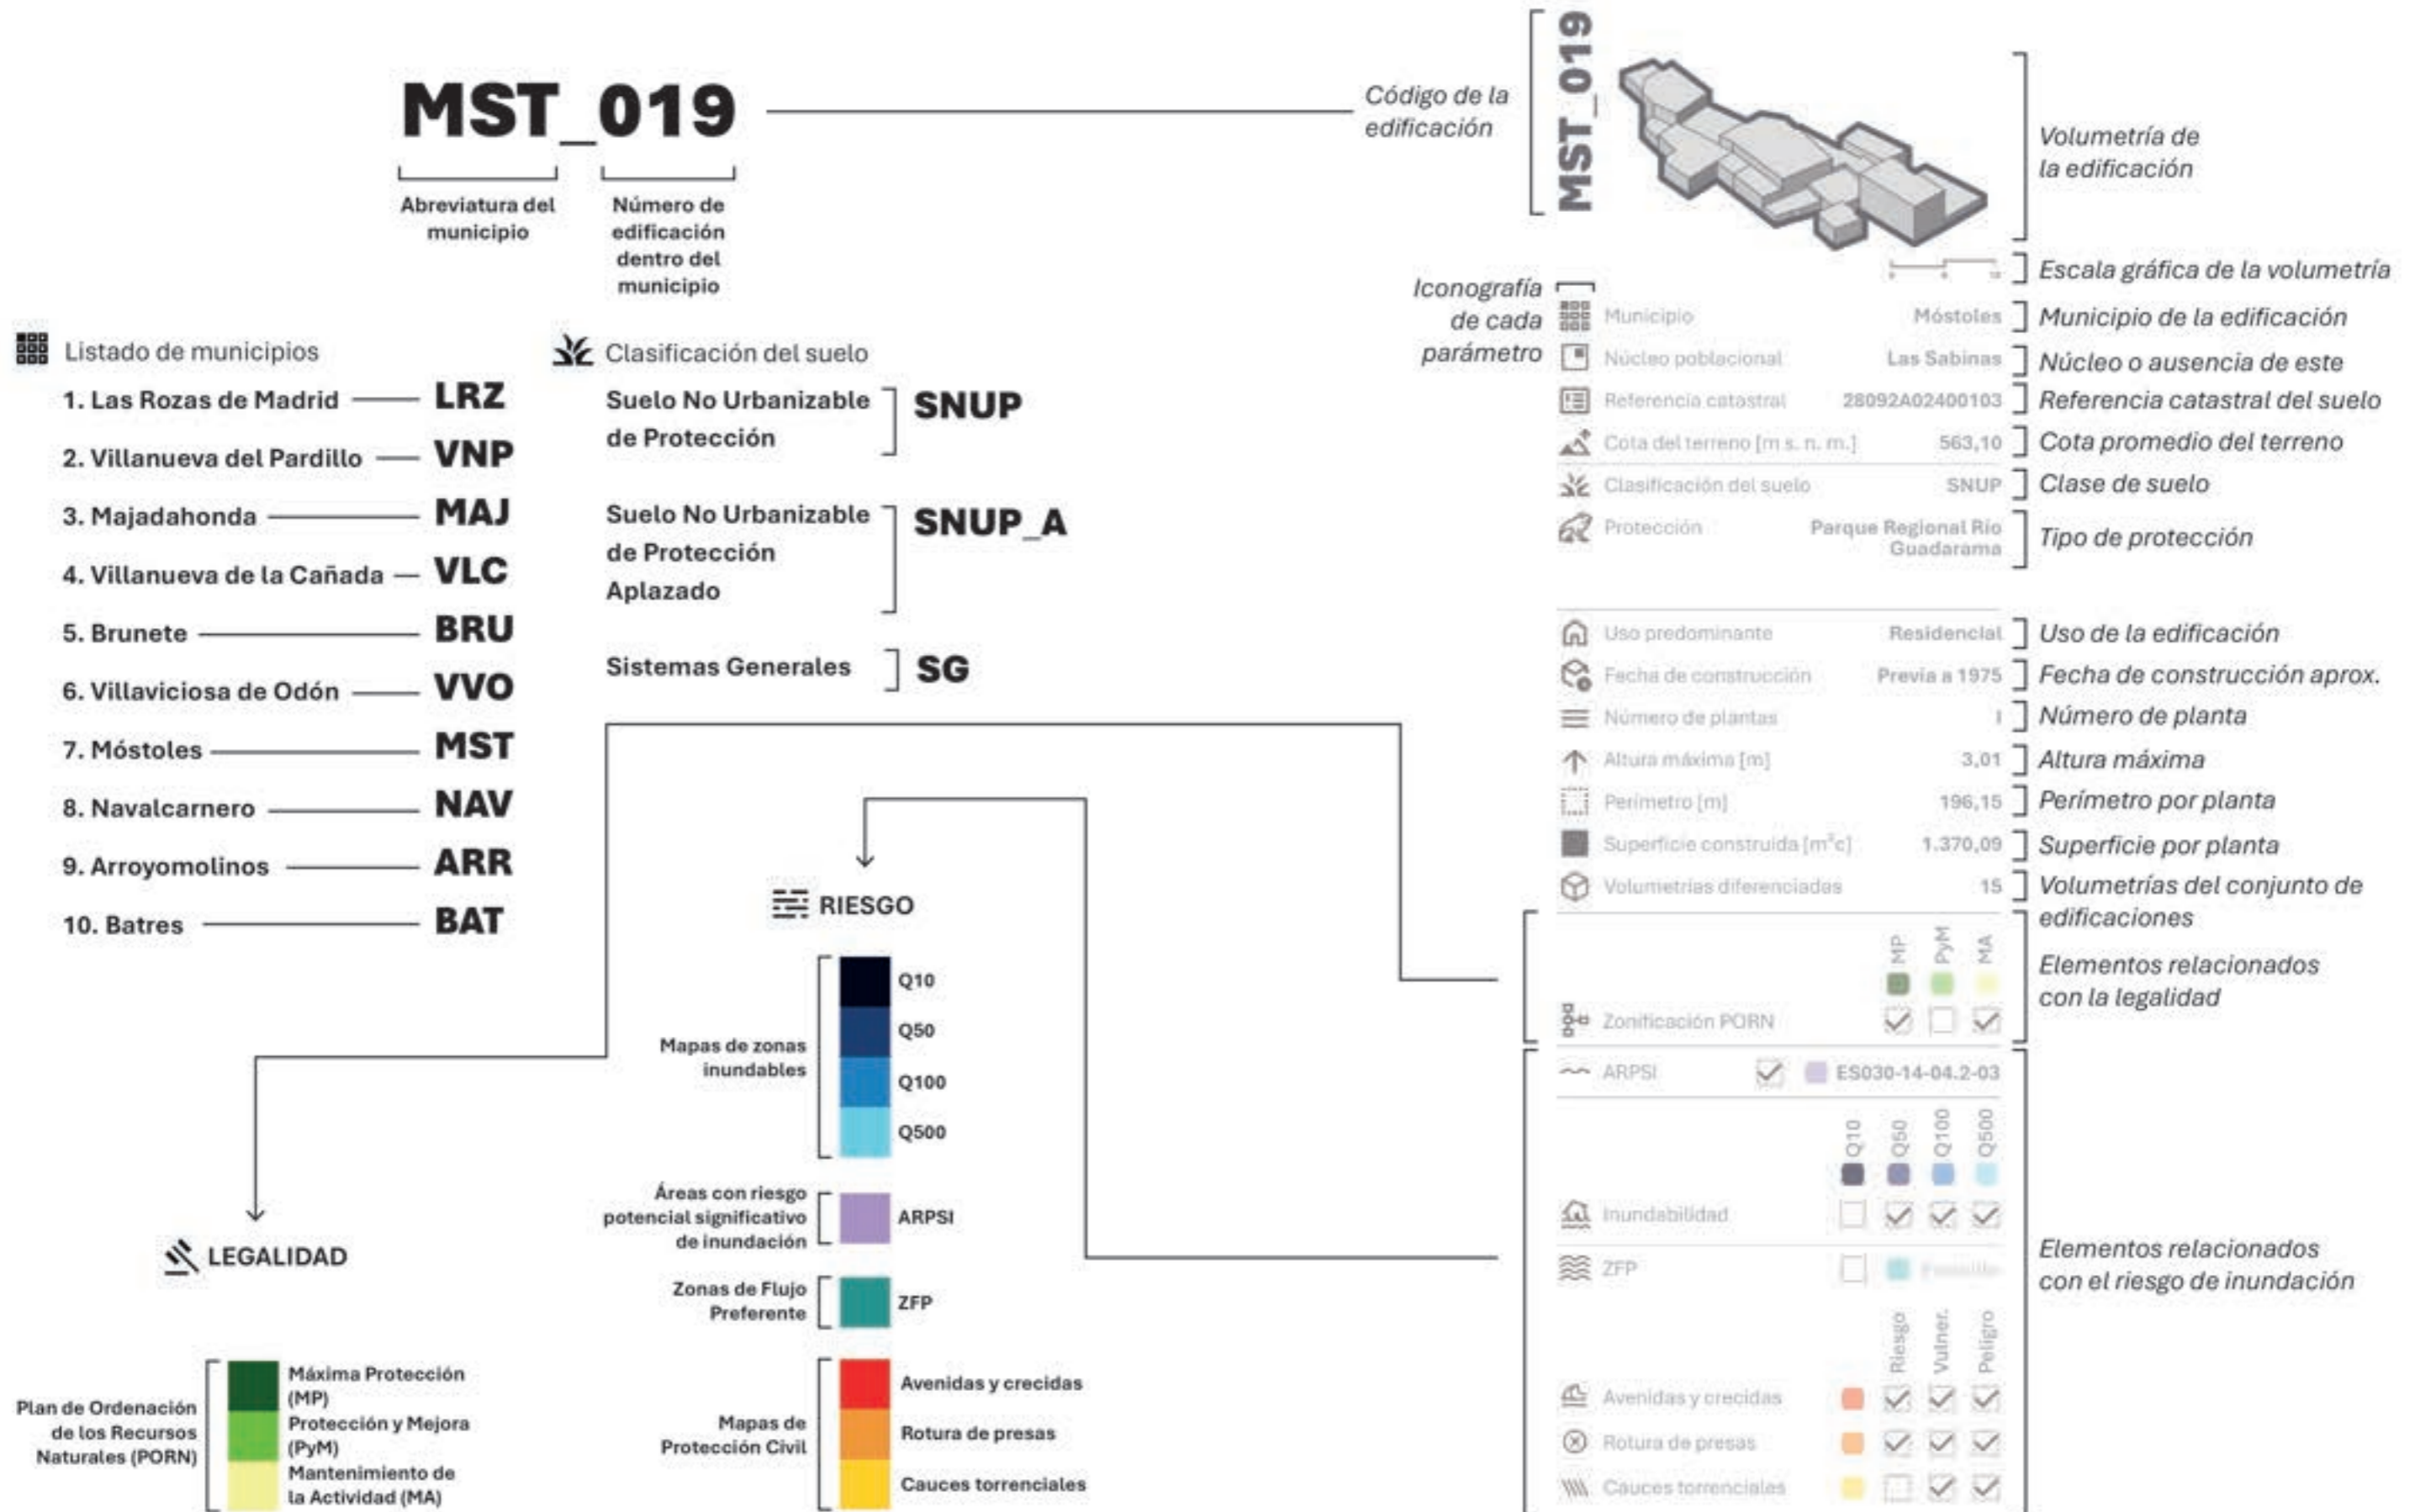 MST_019
Abreviatura del
municipio
Número de
edificación
dentro del
municipio
Listado de municipios
1. Las Rozas de Madrid LRZ
2. Villanueva del Pardillo VNP
3. Majadahonda MAJ
4. Villanueva de la Cañada VLC
5. Brunete BRU
6. Villaviciosa de Odón VVO
7. Móstoles MST
8. Navalcarnero NAV
9. Arroyomolinos ARR
10. Batres BAT
Clasificación del suelo
Suelo No Urbanizable
de Protección
SNUP
Suelo No Urbanizable
de Protección
Aplazado
SNUP_A
Sistemas Generales SG
RIESGO
Mapas de zonas
inundables
Q10
Q50
Q100
Q500
Áreas con riesgo
potencial significativo
de inundación
ARPSI
Zonas de Flujo
Preferente
ZFP
Mapas de
Protección Civil
Avenidas y crecidas
Rotura de presas
Cauces torrenciales
LEGALIDAD
Plan de Ordenación
de los Recursos
Naturales (PORN)
Máxima Protección
(MP)
Protección y Mejora
(PyM)
Mantenimiento de
la Actividad (MA)
Código de la
edificación
MST_019
Volumetría de
la edificación
Escala gráfica de la volumetría
Iconografía
de cada
parámetro
Municipio Móstoles Municipio de la edificación
Núcleo poblacional Las Sabinas Núcleo o ausencia de este
Referencia catastral 28092A02400103 Referencia catastral del suelo
Cota del terreno [m s. n. m.] 563,10 Cota promedio del terreno
Clasificación del suelo SNUP Clase de suelo
Protección Parque Regional Río
Guadarama
Tipo de protección
Uso predominante Residencial Uso de la edificación
Fecha de construcción Previa a 1975 Fecha de construcción aprox.
Número de plantas I Número de planta
Altura máxima [m] 3,01 Altura máxima
Perímetro [m] 196,15 Perímetro por planta
Superficie construida [m²c] 1.370,09 Superficie por planta
Volumetrías diferenciadas 15 Volumetrías del conjunto de
edificaciones
MP PyM MA
Zonificación PORN
Elementos relacionados
con la legalidad
ARPSI ES030-14-04.2-03
Q10 Q50 Q100 Q500
Inundabilidad
ZFP
Elementos relacionados
con el riesgo de inundación
Riesgo Vulner. Peligro
Avenidas y crecidas
Rotura de presas
Cauces torrenciales